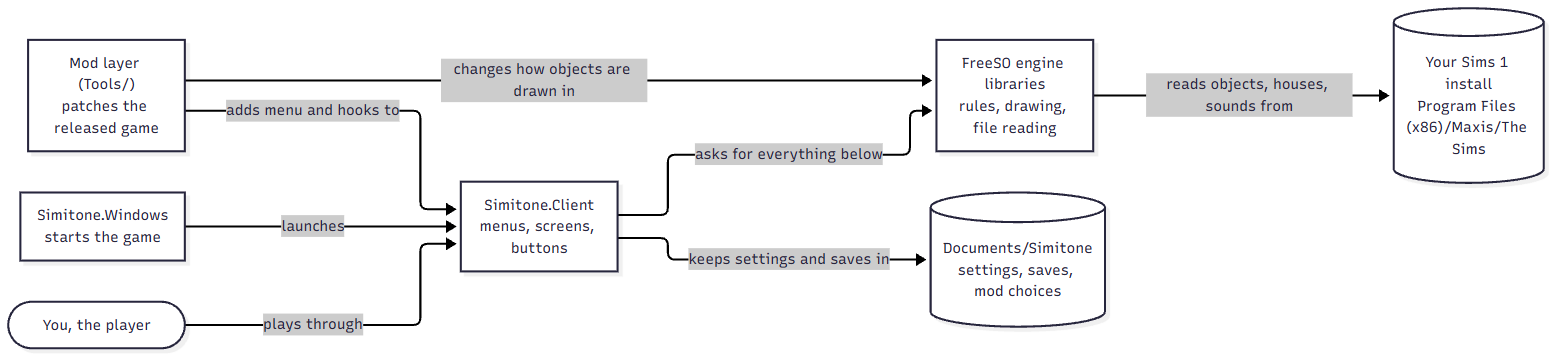 Mod layer
(Tools/)
patches the
released game
changes how objects are
drawn in
adds menu and hooks to
FreeSO engine
libraries
rules, drawing,
file reading
reads objects, houses,
sounds from
Your Sims 1
install
Program Files
(x86)/Maxis/The
Sims
asks for everything below
Simitone.Windows
starts the game
launches
Simitone.Client
menus, screens,
buttons
keeps settings and saves in
Documents/Simitone
settings, saves,
mod choices
You, the player
plays through